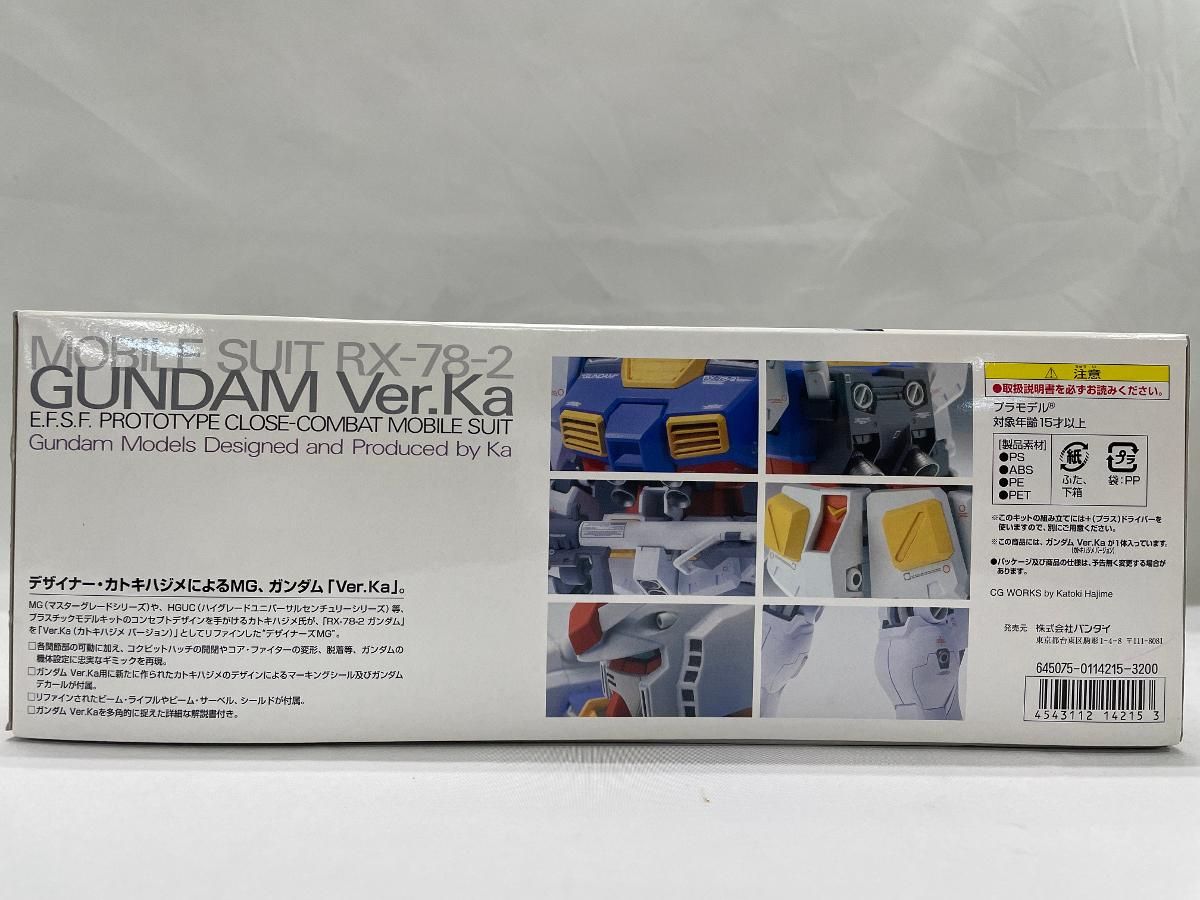 MOBILE SUIT RX-78-2
GUNDAM Ver.Ka
E.F.S.F. PROTOTYPE CLOSE-COMBAT MOBILE SUIT
Gundam Models Designed and Produced by Ka
デザイナー・カトキハジメによるMG、ガンダム「Ver.Ka」。
MG(マスターグレードシリーズ)や、HGUC(ハイグレードユニバーサルセンチュリーシリーズ)等、
プラスチックモデルキットのコンセプトデザインを手がけるカトキハジメ氏が、「RX-78-2 ガンダム」
を「Ver.Ka(カトキハジメ バージョン)」としてリファインした"デザイナーズMG"。
□各関節部の可動に加え、コクピットハッチの開閉やコア・ファイターの変形、脱着等、ガンダムの
機体設定に忠実なギミックを再現。
□ガンダム Ver.Ka用に新たに作られたカトキハジメのデザインによるマーキングシール及びガンダム
デカールが付属。
□リファインされたビーム・ライフルやビーム・サーベル、シールドが付属。
□ガンダム Ver.Kaを多角的に捉えた詳細な解説書付き。
GUNDAM
RX-78-2
⚠ 注意
●取扱説明書を必ずお読みください。
プラモデル®
対象年齢15才以上
[製品素材]
●PS
●ABS
●PE
●PET
紙
ふた、
下箱
プラ
袋:PP
※このキットの組み立てには+(プラス)ドライバーを
使いますので、別にご用意ください。
※この商品には、ガンダム Ver.Ka が1体入っています。
(カトキハジメ バージョン)
●パッケージ及び商品の仕様は、予告無く変更する場合が
あります。
CG WORKS by Katoki Hajime
発売元 株式会社バンダイ
東京都台東区駒形1-4-8 〒111-8081
645075-0114215-3200
4543112 14215 3